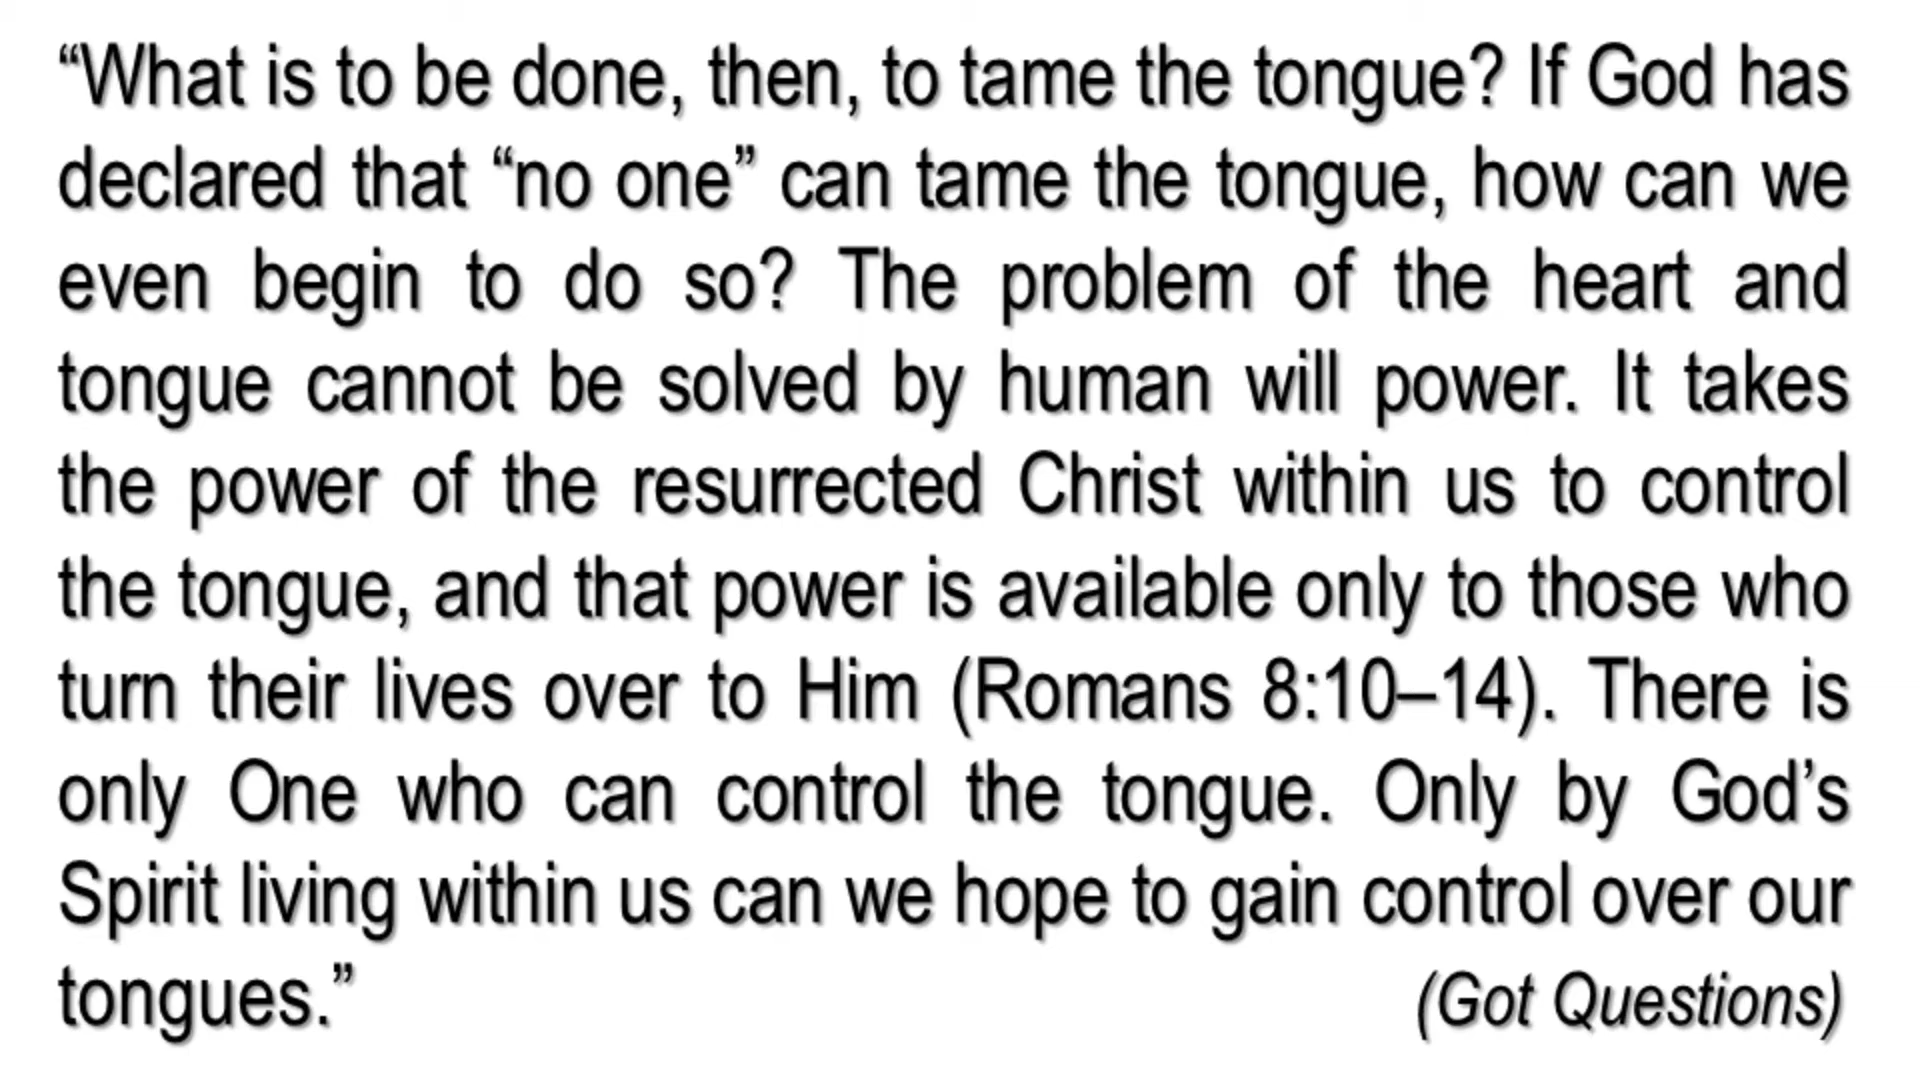 “What is to be done, then, to tame the tongue? If God has
declared that “no one” can tame the tongue, how can we
even begin to do so? The problem of the heart and
tongue cannot be solved by human will power. It takes
the power of the resurrected Christ within us to control
the tongue, and that power is available only to those who
turn their lives over to Him (Romans 8:10–14). There is
only One who can control the tongue. Only by God’s
Spirit living within us can we hope to gain control over our
tongues.” (Got Questions)